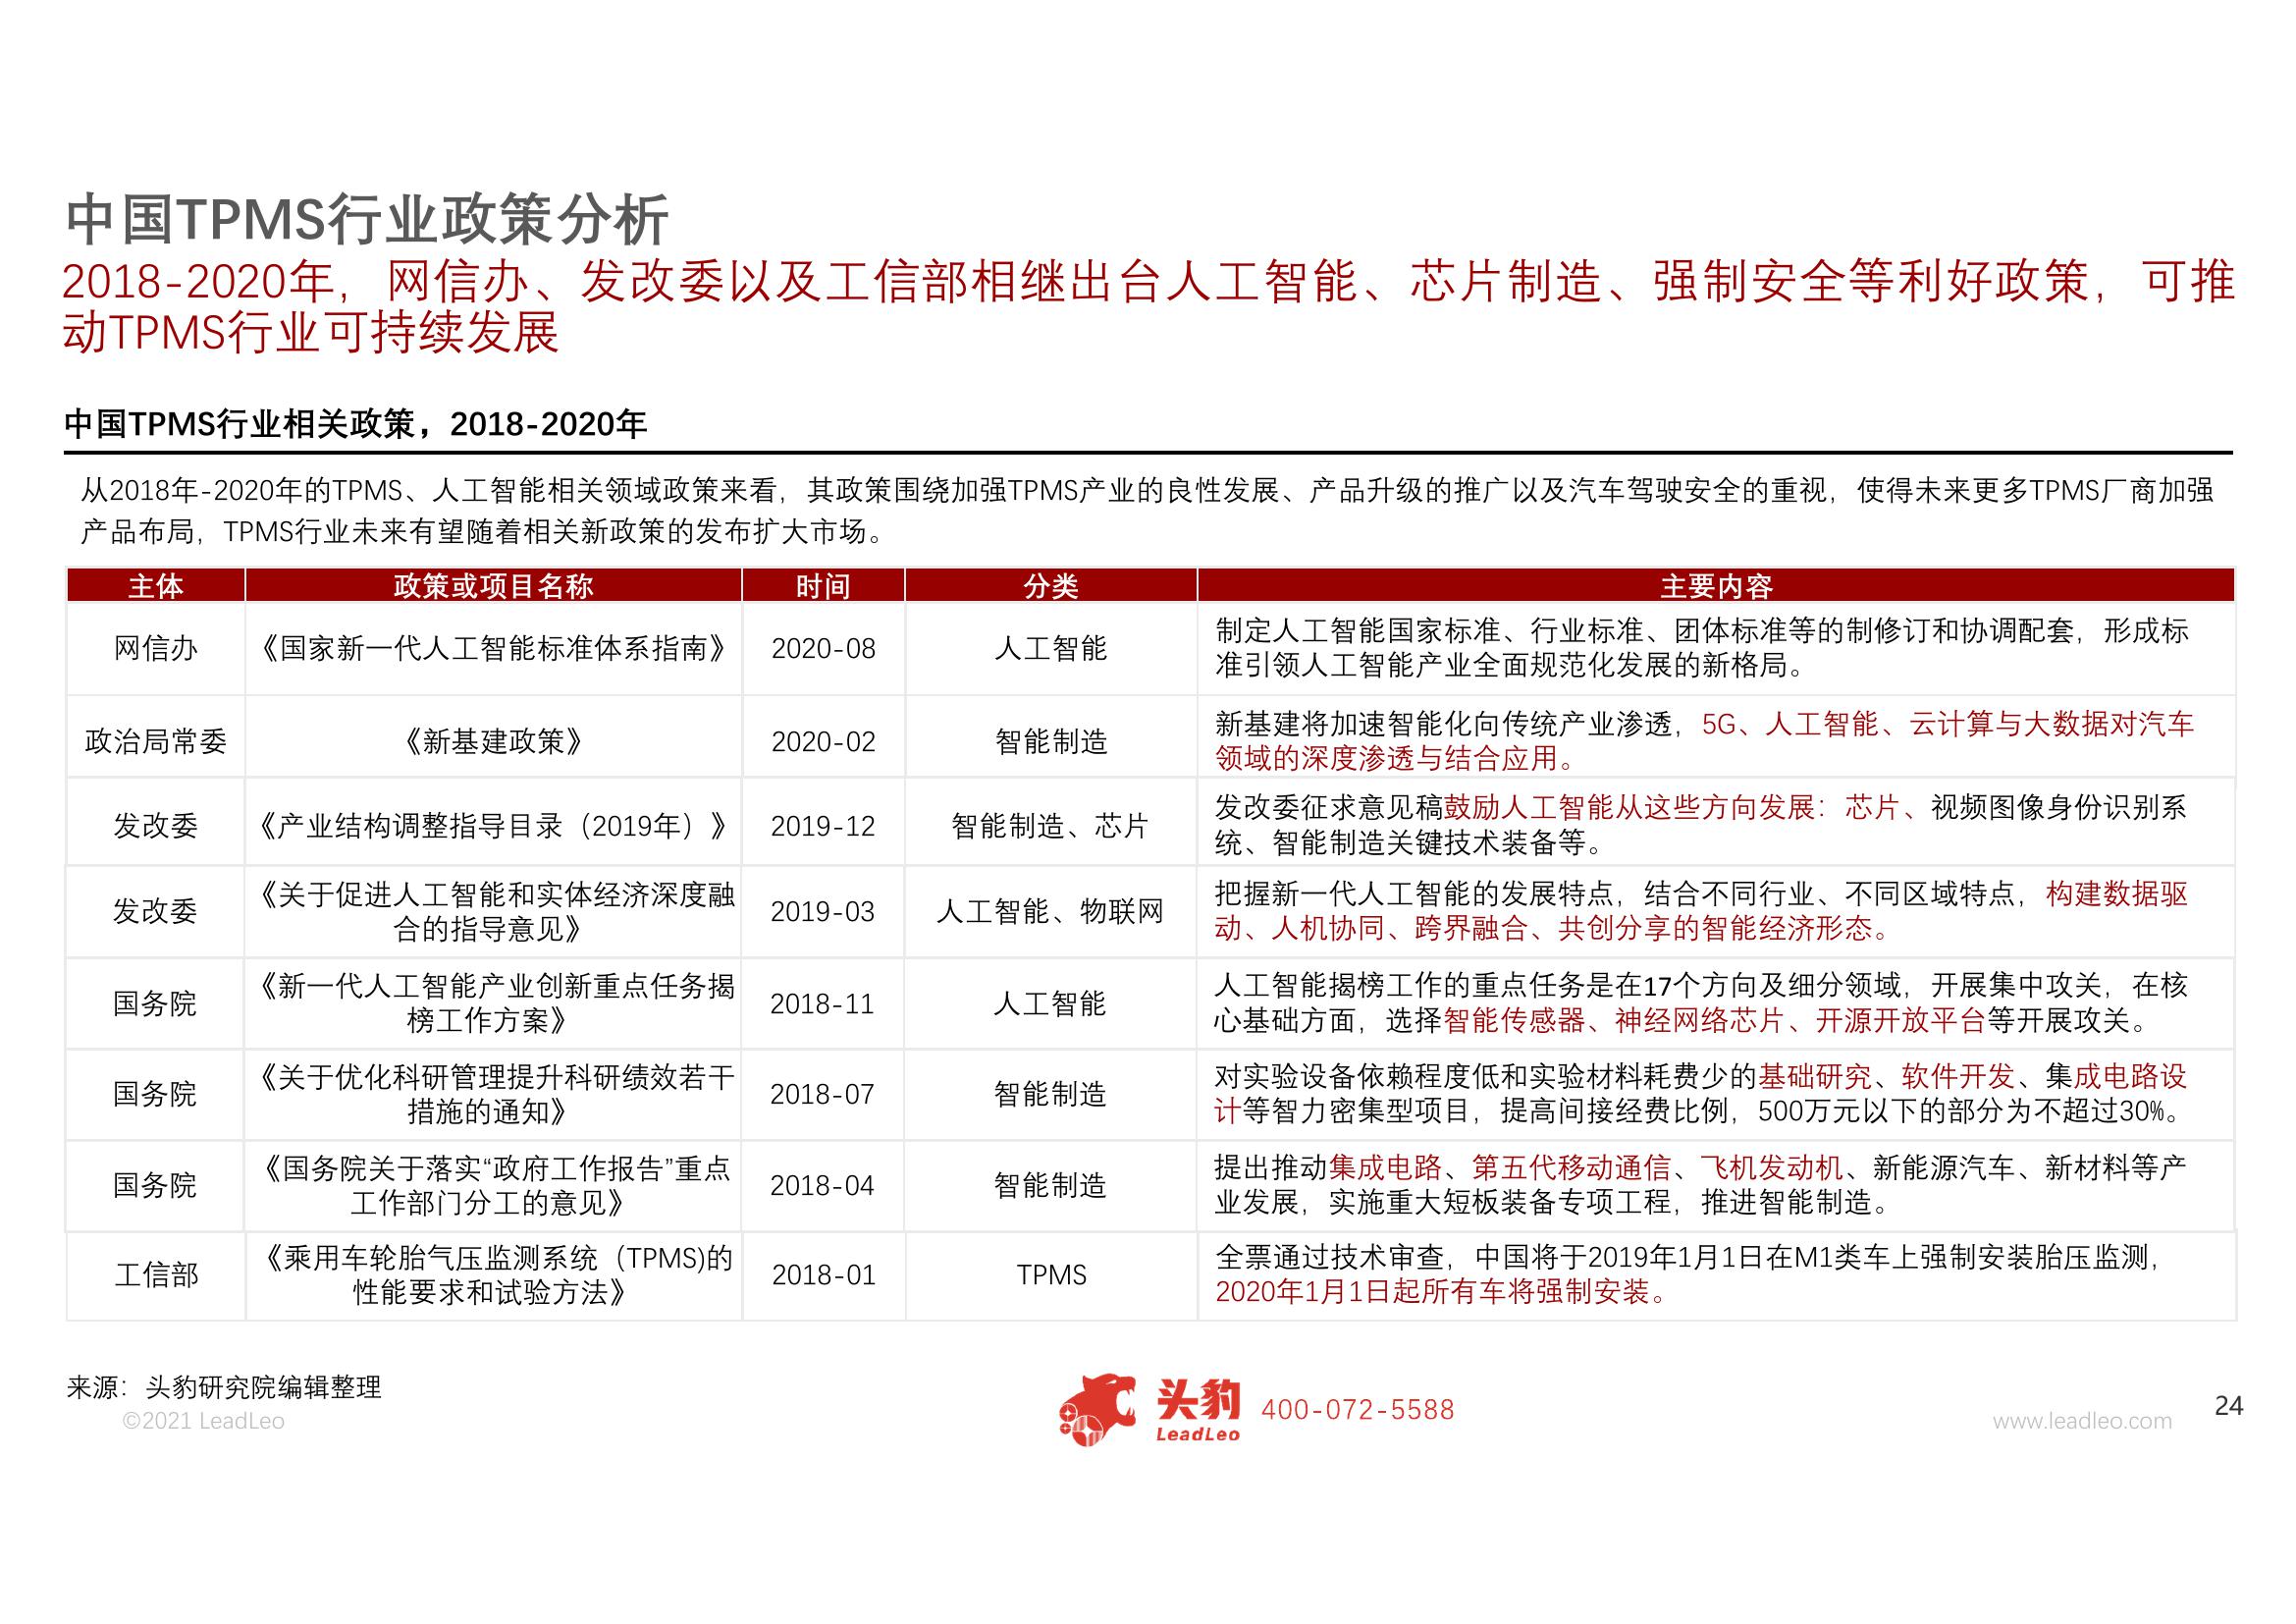 中国TPMS行业政策分析
2018-2020年，网信办、发改委以及工信部相继出台人工智能、芯片制造、强制安全等利好政策，可推
动TPMS行业可持续发展
中国TPMS行业相关政策，2018-2020年
从2018年-2020年的TPMS、人工智能相关领域政策来看，其政策围绕加强TPMS产业的良性发展、产品升级的推广以及汽车驾驶安全的重视，使得未来更多TPMS厂商加强
产品布局，TPMS行业未来有望随着相关新政策的发布扩大市场。
主体 政策或项目名称 时间 分类 主要内容
网信办 《国家新一代人工智能标准体系指南》 2020-08 人工智能
制定人工智能国家标准、行业标准、团体标准等的制修订和协调配套，形成标
准引领人工智能产业全面规范化发展的新格局。
政治局常委 《新基建政策》 2020-02 智能制造
新基建将加速智能化向传统产业渗透，5G、人工智能、云计算与大数据对汽车
领域的深度渗透与结合应用。
发改委 《产业结构调整指导目录（2019年）》 2019-12 智能制造、芯片
发改委征求意见稿鼓励人工智能从这些方向发展：芯片、视频图像身份识别系
统、智能制造关键技术装备等。
发改委
《关于促进人工智能和实体经济深度融
合的指导意见》
2019-03 人工智能、物联网
把握新一代人工智能的发展特点，结合不同行业、不同区域特点，构建数据驱
动、人机协同、跨界融合、共创分享的智能经济形态。
国务院
《新一代人工智能产业创新重点任务揭
榜工作方案》
2018-11 人工智能
人工智能揭榜工作的重点任务是在17个方向及细分领域，开展集中攻关，在核
心基础方面，选择智能传感器、神经网络芯片、开源开放平台等开展攻关。
国务院
《关于优化科研管理提升科研绩效若干
措施的通知》
2018-07 智能制造
对实验设备依赖程度低和实验材料耗费少的基础研究、软件开发、集成电路设
计等智力密集型项目，提高间接经费比例，500万元以下的部分为不超过30%。
国务院
《国务院关于落实“政府工作报告”重点
工作部门分工的意见》
2018-04 智能制造
提出推动集成电路、第五代移动通信、飞机发动机、新能源汽车、新材料等产
业发展，实施重大短板装备专项工程，推进智能制造。
工信部
《乘用车轮胎气压监测系统（TPMS)的
性能要求和试验方法》
2018-01 TPMS
全票通过技术审查，中国将于2019年1月1日在M1类车上强制安装胎压监测，
2020年1月1日起所有车将强制安装。
来源：头豹研究院编辑整理
©2021 LeadLeo
头豹
LeadLeo
400-072-5588
www.leadleo.com
24